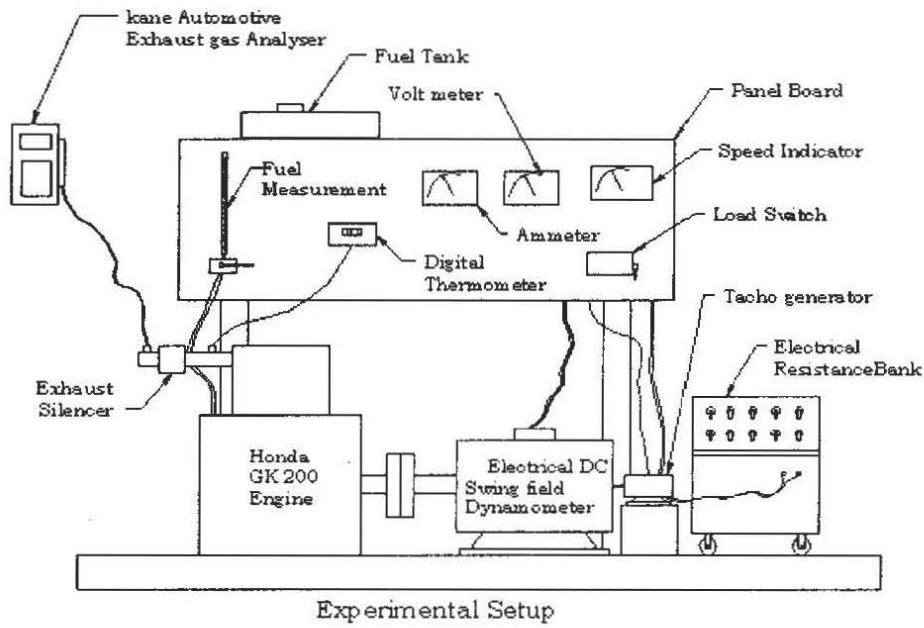 kane Automotive
Exhaust gas Analyser
Fuel Tank
Volt meter
Panel Board
Fuel
Measurement
Speed Indicator
Ammeter
Load Switch
Digital
Thermometer
Tacho generator
Exhaust
Silencer
Electrical
ResistanceBank
Honda
GK 200
Engine
Electrical DC
Swing field
Dynamometer
Experimental Setup